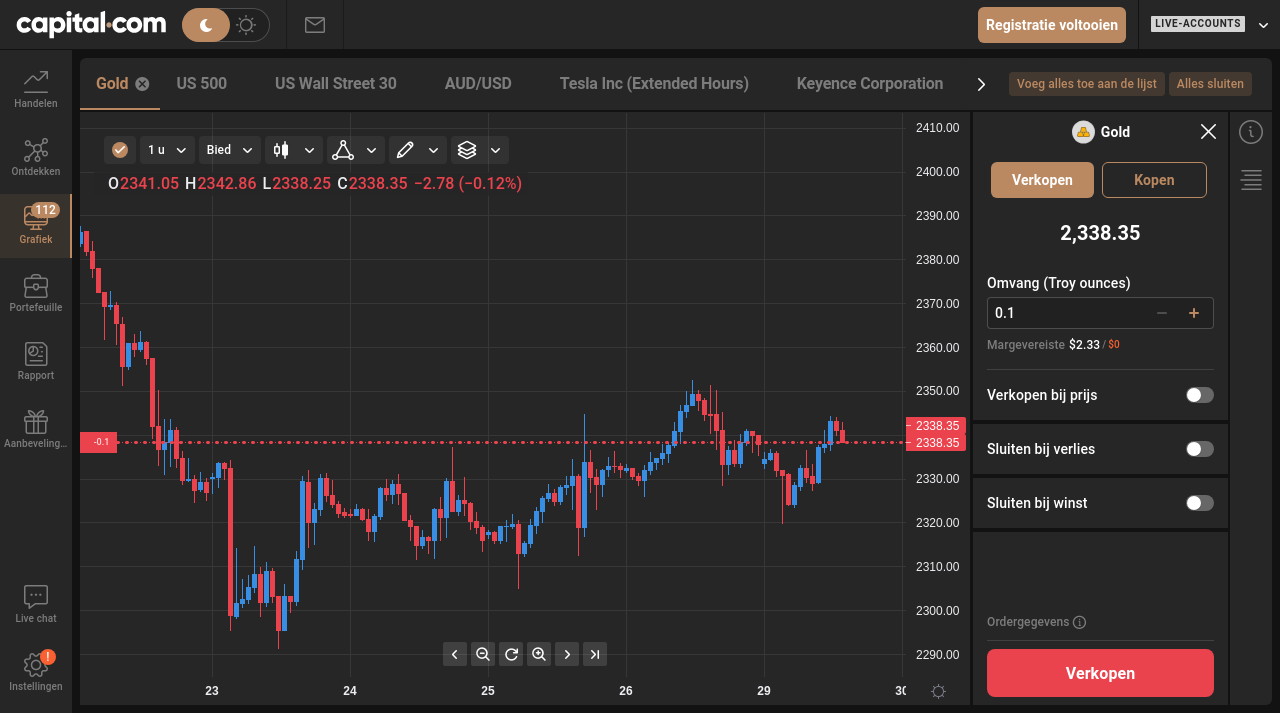 capital.com
Registratie voltooien
LIVE-ACCOUNTS
Handelen
Ontdekken
112
Grafiek
Portefeuille
Rapport
Aanbeveling...
Live chat
!
Instellingen
Gold
US 500
US Wall Street 30
AUD/USD
Tesla Inc (Extended Hours)
Keyence Corporation
Voeg alles toe aan de lijst
Alles sluiten
1 u
Bied
O2341.05 H2342.86 L2338.25 C2338.35 −2.78 (−0.12%)
2410.00
2400.00
2390.00
2380.00
2370.00
2360.00
2350.00
2338.35
2338.35
2330.00
2320.00
2310.00
2300.00
2290.00
-0.1
23
24
25
26
29
30
Gold
Verkopen
Kopen
2,338.35
Omvang (Troy ounces)
0.1
Margevereiste $2.33 / $0
Verkopen bij prijs
Sluiten bij verlies
Sluiten bij winst
Ordergegevens
Verkopen